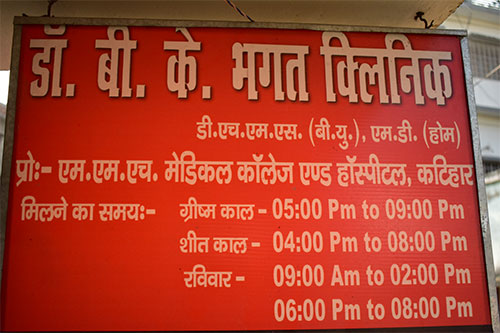 डॉ. बी. के. भगत क्लिनिक
डी.एच.एम.एस. (बी.यु.), एम.डी. (होम)
प्रो:- एम.एम.एच. मेडिकल कॉलेज एण्ड हॉस्पीटल, कटिहार
मिलने का समय:- ग्रीष्म काल - 05:00 Pm to 09:00 Pm
शीत काल - 04:00 Pm to 08:00 Pm
रविवार - 09:00 Am to 02:00 Pm
06:00 Pm to 08:00 Pm